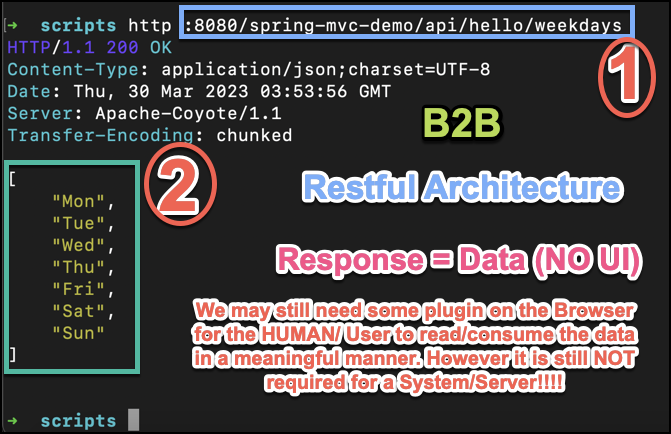 ➜ scripts http :8080/spring-mvc-demo/api/hello/weekdays
HTTP/1.1 200 OK
Content-Type: application/json;charset=UTF-8
Date: Thu, 30 Mar 2023 03:53:56 GMT
Server: Apache-Coyote/1.1
Transfer-Encoding: chunked
1
B2B
[
"Mon",
"Tue",
"Wed",
"Thu",
"Fri",
"Sat",
"Sun"
]
2
Restful Architecture
Response = Data (NO UI)
We may still need some plugin on the Browser
for the HUMAN/ User to read/consume the data
in a meaningful manner. However it is still NOT
required for a System/Server!!!!
➜ scripts